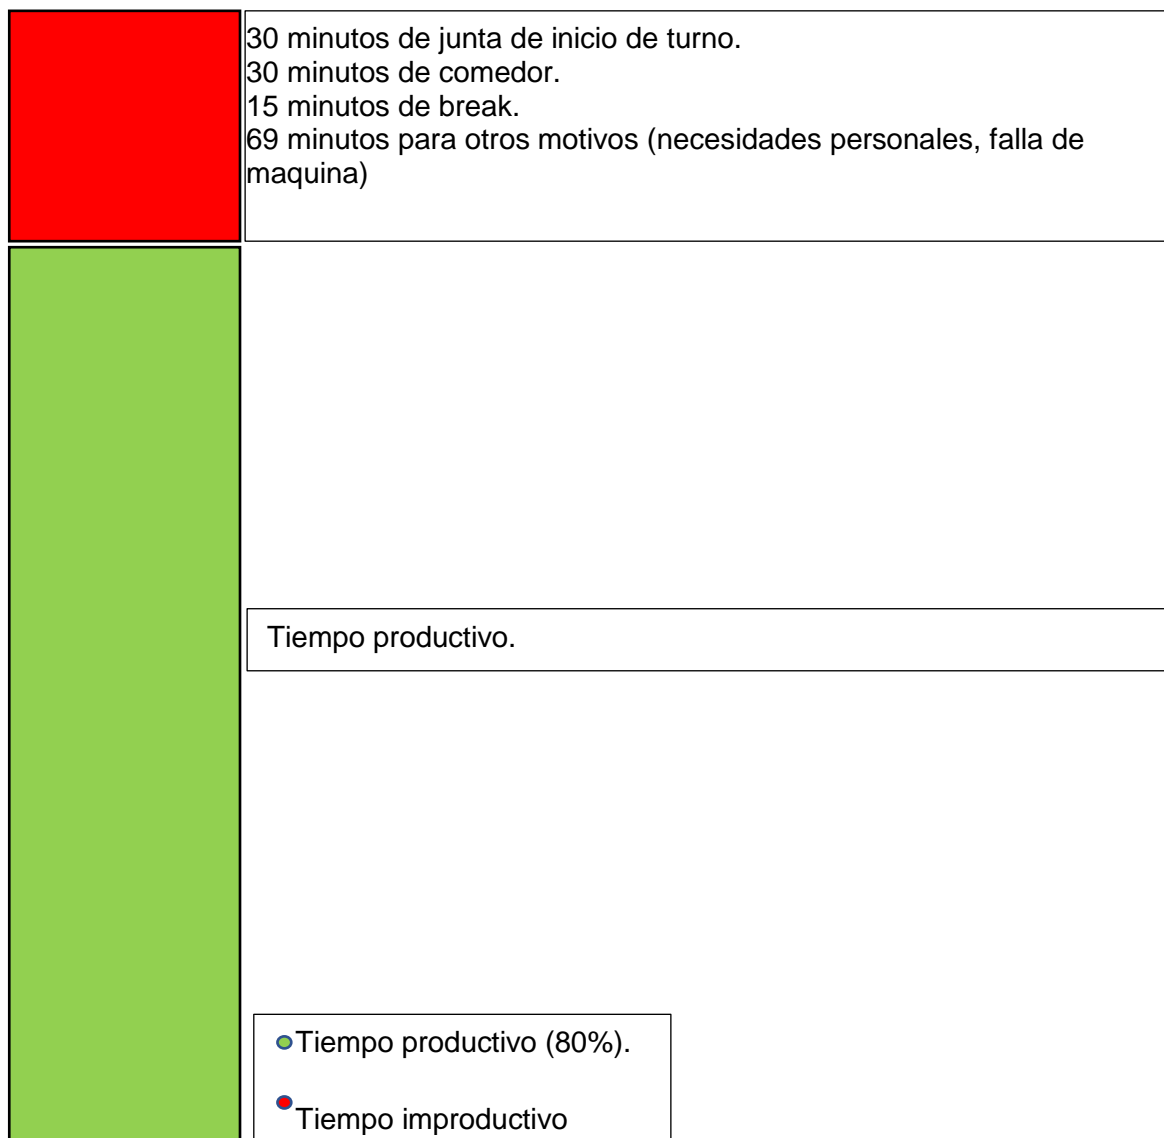 30 minutos de junta de inicio de turno.
30 minutos de comedor.
15 minutos de break.
69 minutos para otros motivos (necesidades personales, falla de
maquina)
Tiempo productivo.
Tiempo productivo (80%).
Tiempo improductivo